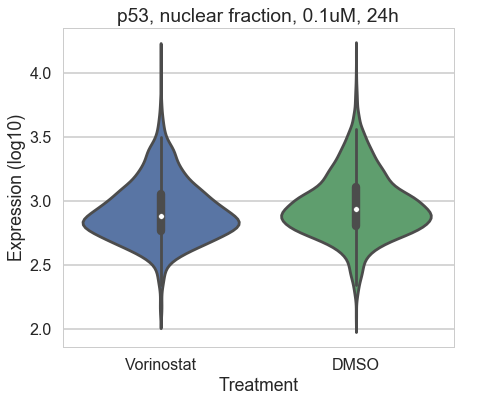 p53, nuclear fraction, 0.1uM, 24h
Expression (log10)
4.0
3.5
3.0
2.5
2.0
Vorinostat DMSO
Treatment